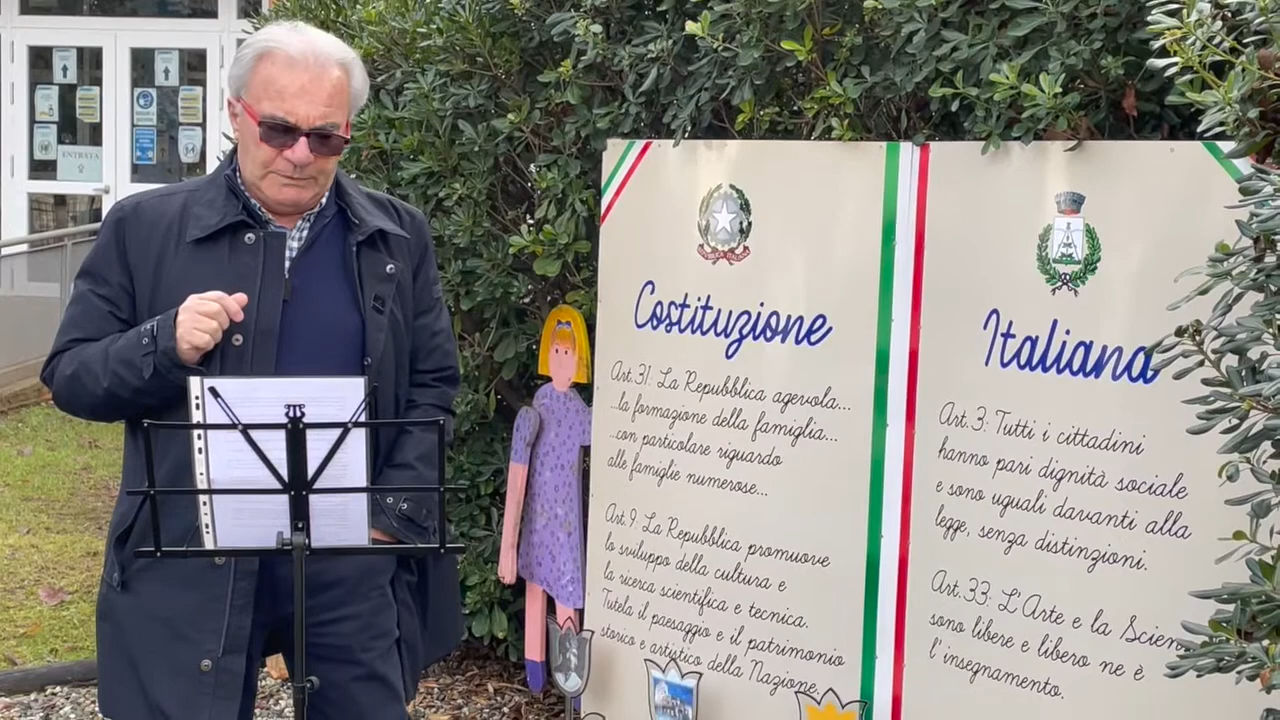 ENTRATA
REPVBBLICA ITALIANA
Costituzione
Art.31: La Repubblica agevola...
...la formazione della famiglia...
...con particolare riguardo
alle famiglie numerose...
Art.9: La Repubblica promuove
lo sviluppo della cultura e
la ricerca scientifica e tecnica.
Tutela il paesaggio e il patrimonio
storico e artistico della Nazione.
Italiana
Art.3: Tutti i cittadini
hanno pari dignità sociale
e sono uguali davanti alla
legge, senza distinzioni.
Art.33: L'Arte e la Scien
sono libere e libero ne è
l'insegnamento.